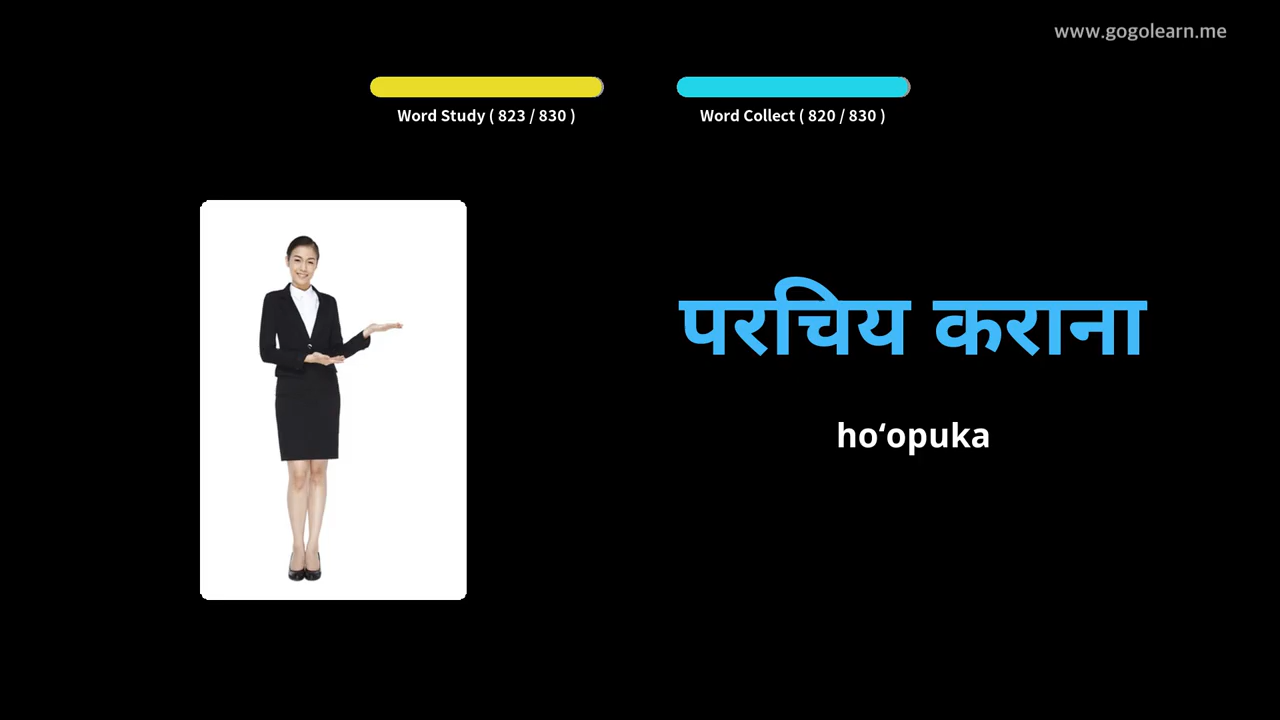 www.gogolearn.me
Word Study ( 823 / 830 )
Word Collect ( 820 / 830 )
परिचय कराना
hoʻopuka